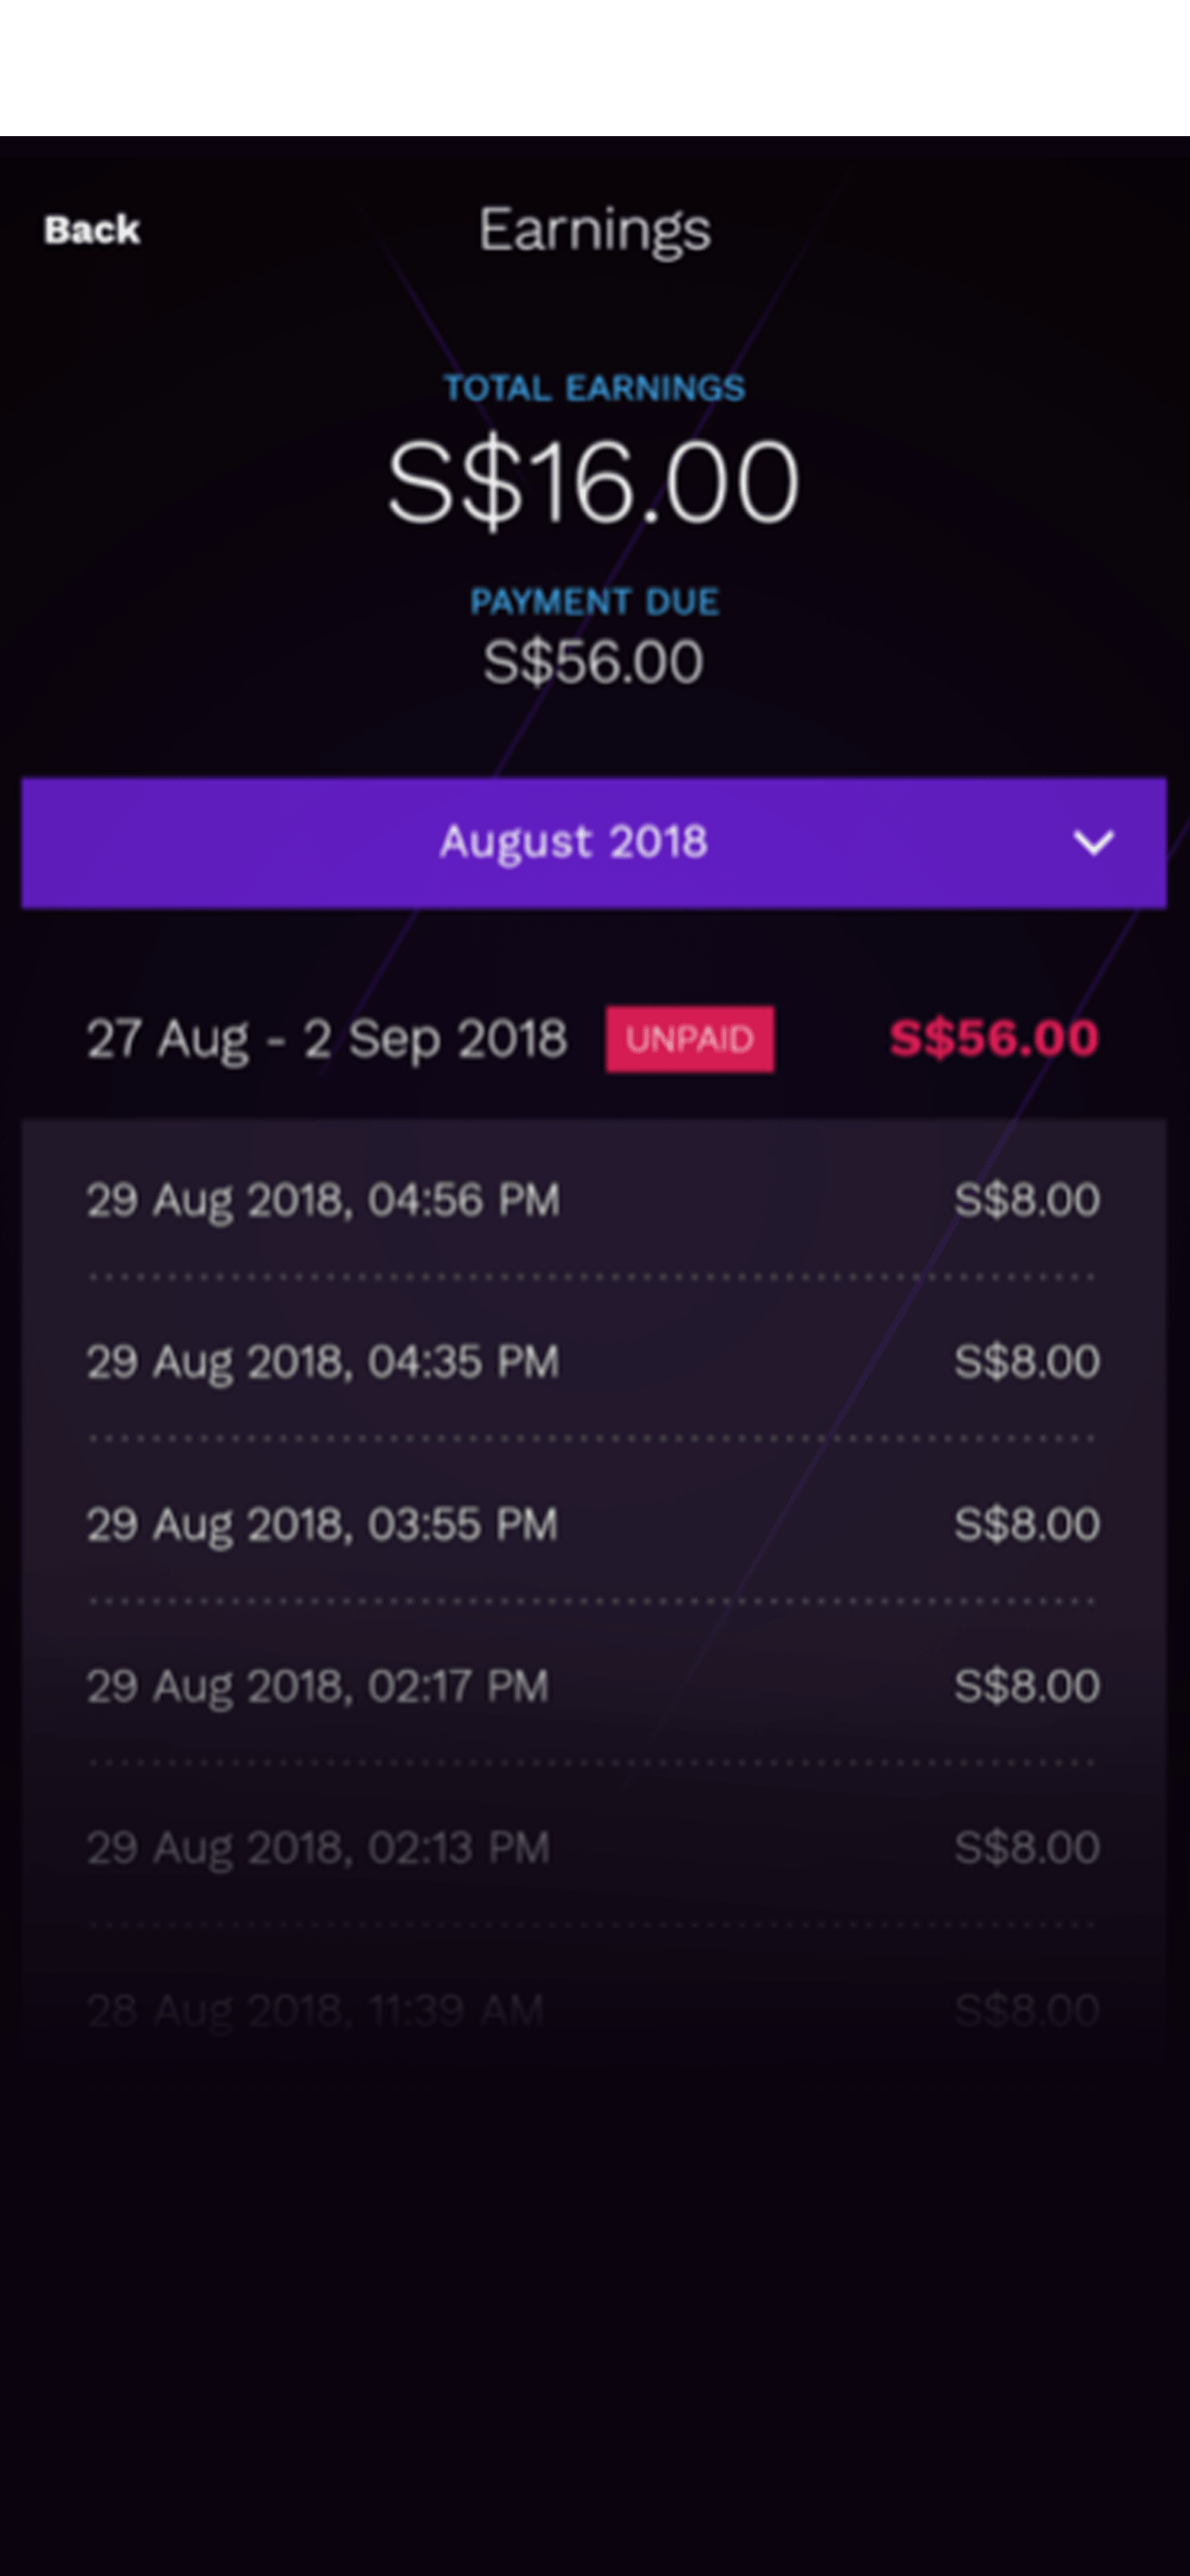 Back
Earnings
TOTAL EARNINGS
S$16.00
PAYMENT DUE
S$56.00
August 2018
27 Aug - 2 Sep 2018 UNPAID S$56.00
29 Aug 2018, 04:56 PM S$8.00
29 Aug 2018, 04:35 PM S$8.00
29 Aug 2018, 03:55 PM S$8.00
29 Aug 2018, 02:17 PM S$8.00
29 Aug 2018, 02:13 PM S$8.00
28 Aug 2018, 11:39 AM S$8.00